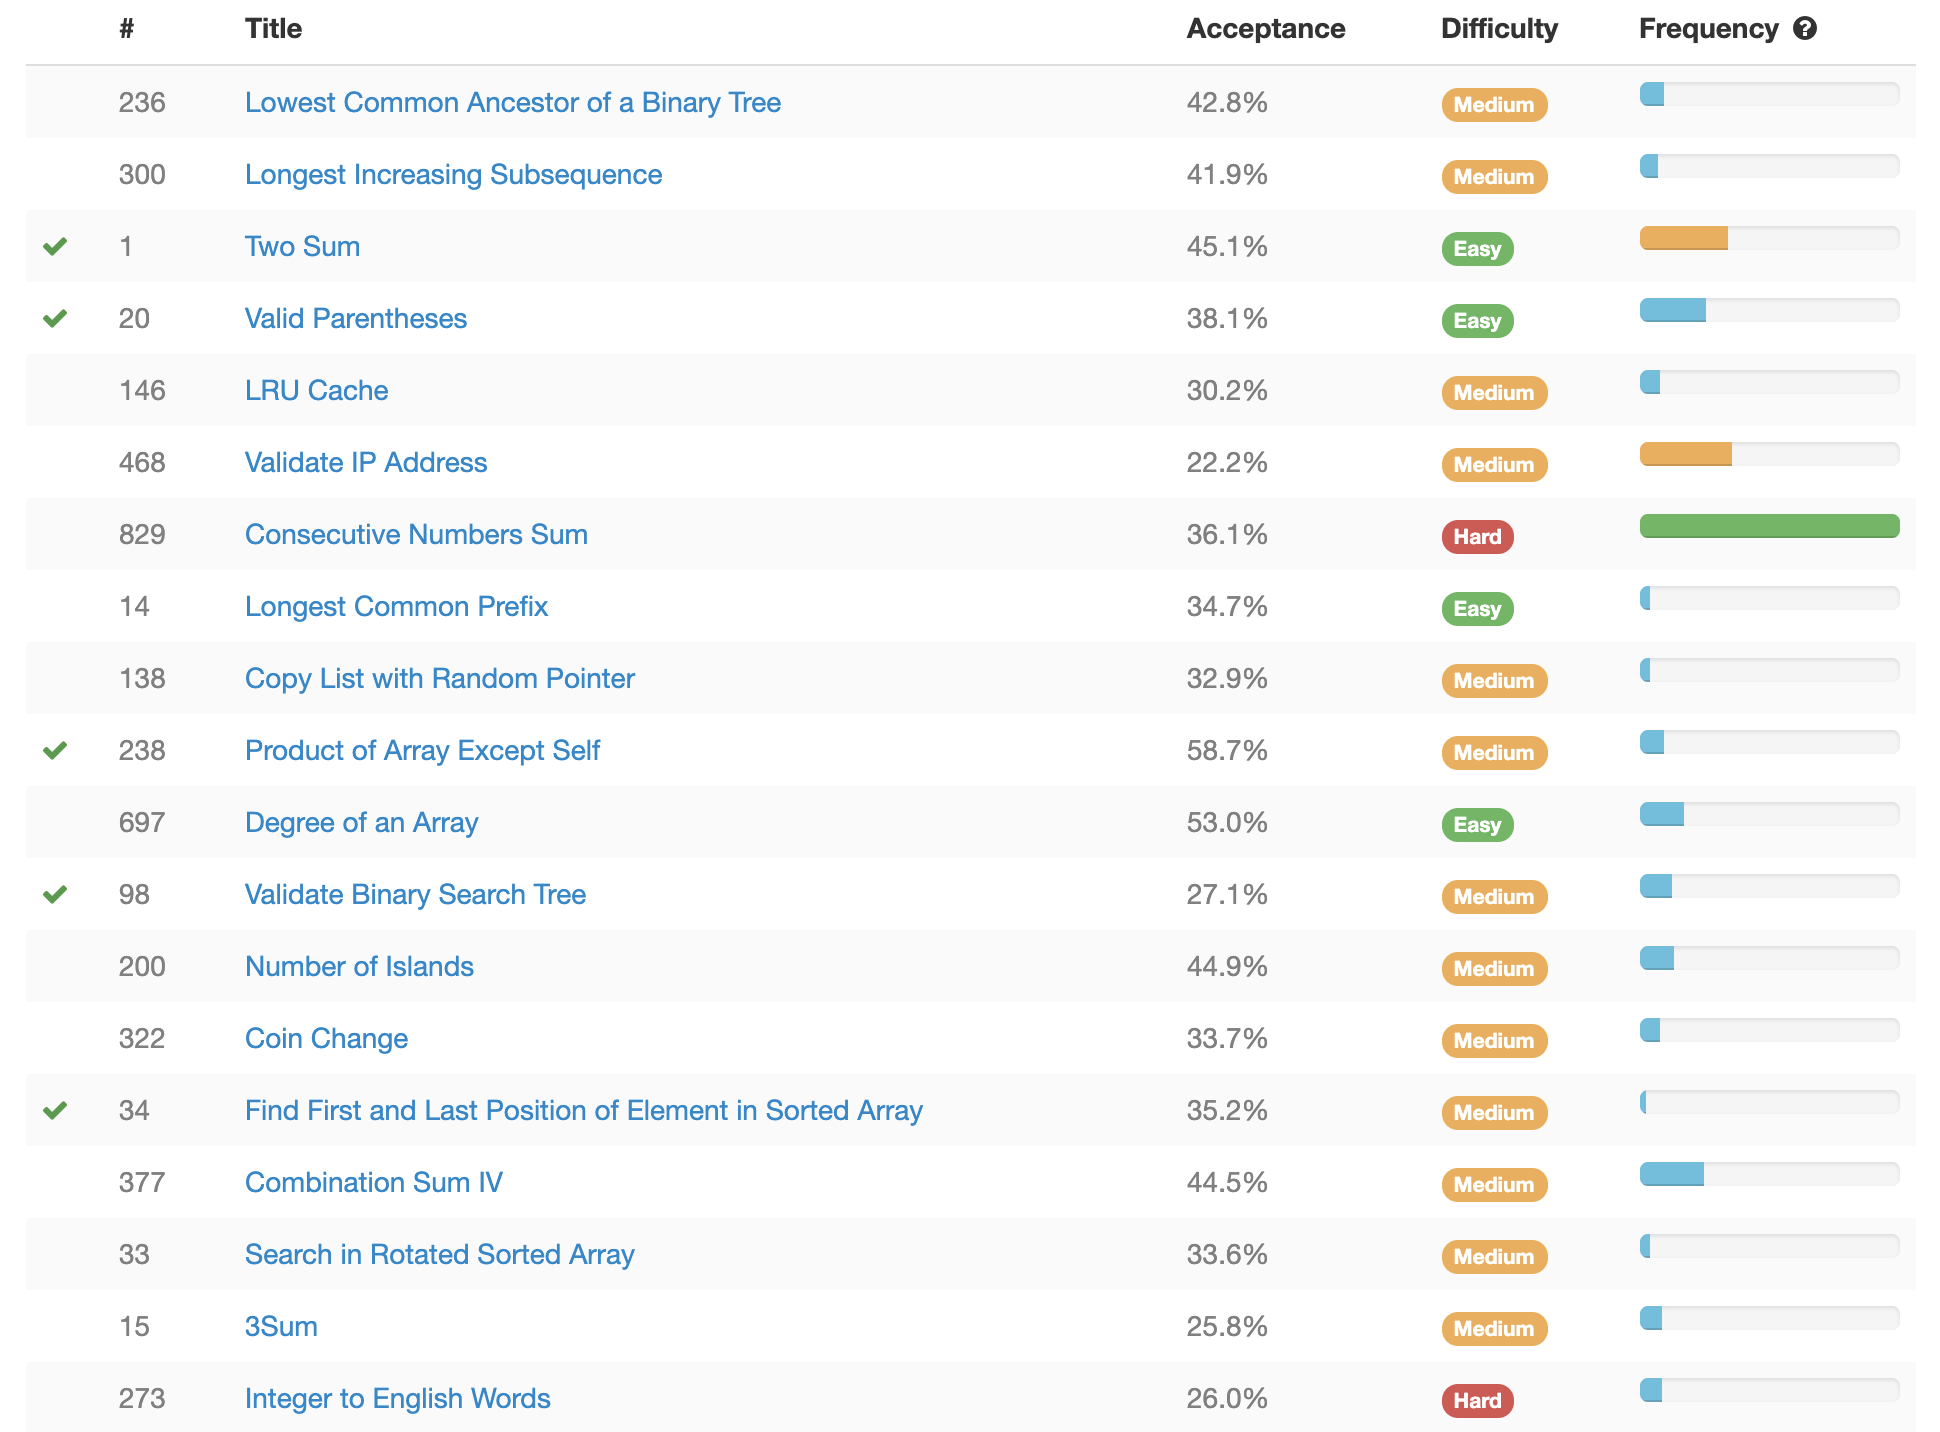 # Title Acceptance Difficulty Frequency
236 Lowest Common Ancestor of a Binary Tree 42.8% Medium
300 Longest Increasing Subsequence 41.9% Medium
1 Two Sum 45.1% Easy
20 Valid Parentheses 38.1% Easy
146 LRU Cache 30.2% Medium
468 Validate IP Address 22.2% Medium
829 Consecutive Numbers Sum 36.1% Hard
14 Longest Common Prefix 34.7% Easy
138 Copy List with Random Pointer 32.9% Medium
238 Product of Array Except Self 58.7% Medium
697 Degree of an Array 53.0% Easy
98 Validate Binary Search Tree 27.1% Medium
200 Number of Islands 44.9% Medium
322 Coin Change 33.7% Medium
34 Find First and Last Position of Element in Sorted Array 35.2% Medium
377 Combination Sum IV 44.5% Medium
33 Search in Rotated Sorted Array 33.6% Medium
15 3Sum 25.8% Medium
273 Integer to English Words 26.0% Hard